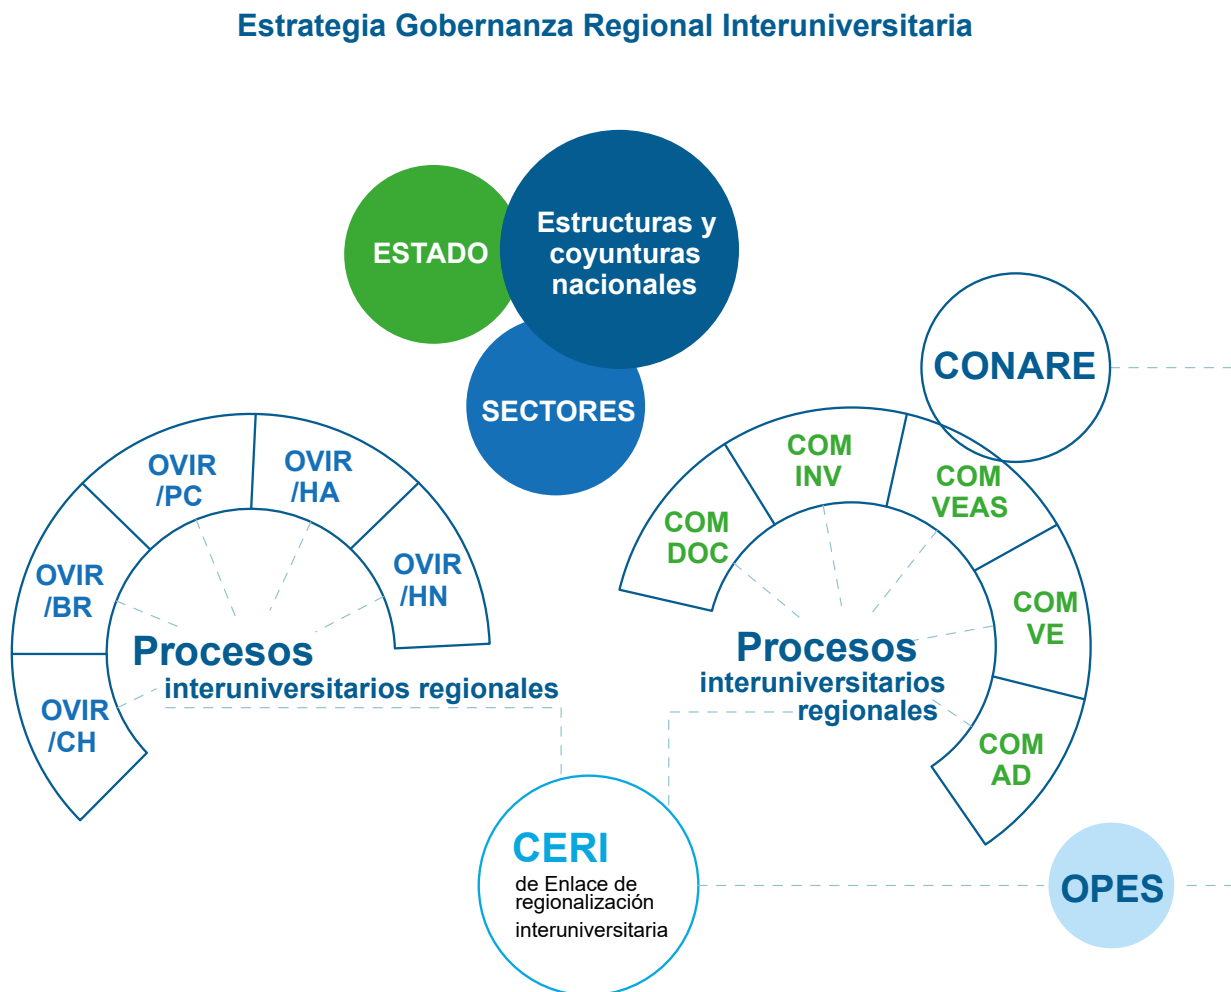 Estrategia Gobernanza Regional Interuniversitaria
ESTADO
Estructuras y
coyunturas
nacionales
SECTORES
CONARE
OVIR
/CH
OVIR
/BR
OVIR
/PC
OVIR
/HA
OVIR
/HN
Procesos
interuniversitarios regionales
COM
DOC
COM
INV
COM
VEAS
COM
VE
COM
AD
Procesos
interuniversitarios
regionales
CERI
de Enlace de
regionalización
interuniversitaria
OPES